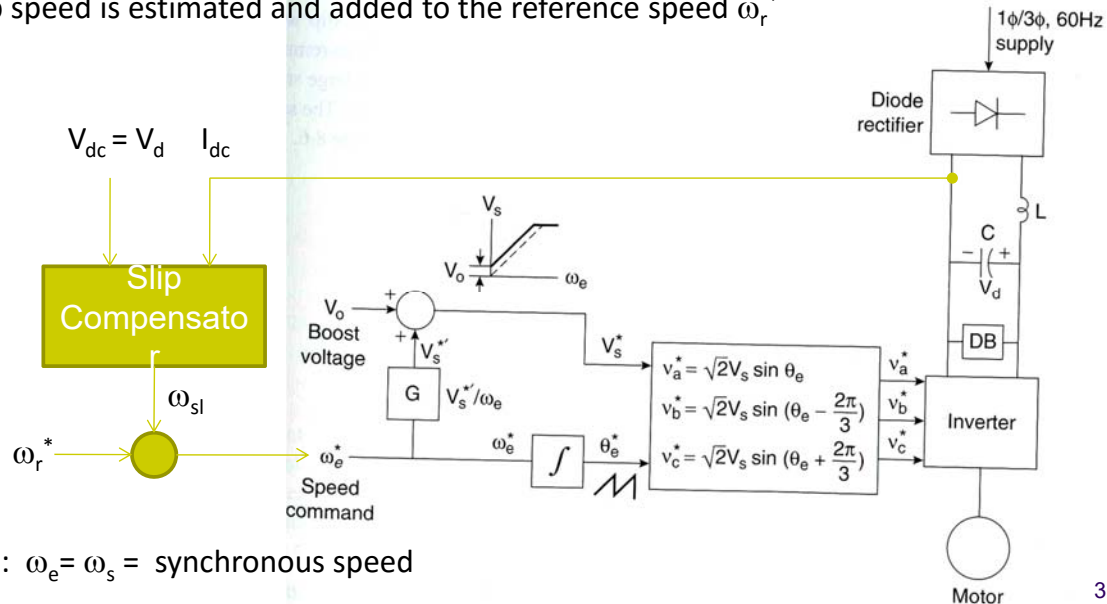 speed is estimated and added to the reference speed ωr*
1ϕ/3ϕ, 60Hz
supply
Diode
rectifier
Vdc = Vd Idc
L
C
- +
Vd
DB
Vs
Vo
ωe
Slip
Compensato
r
Vo
Boost
voltage
+
+
Vs*'
G
Vs*'/ωe
Vs*
va* = √2Vs sin θe
vb* = √2Vs sin (θe − 2π/3)
vc* = √2Vs sin (θe + 2π/3)
va*
vb*
vc*
Inverter
ωsl
ωr*
ωe*
Speed
command
ωe*
∫
θe*
: ωe= ωs = synchronous speed
Motor
3